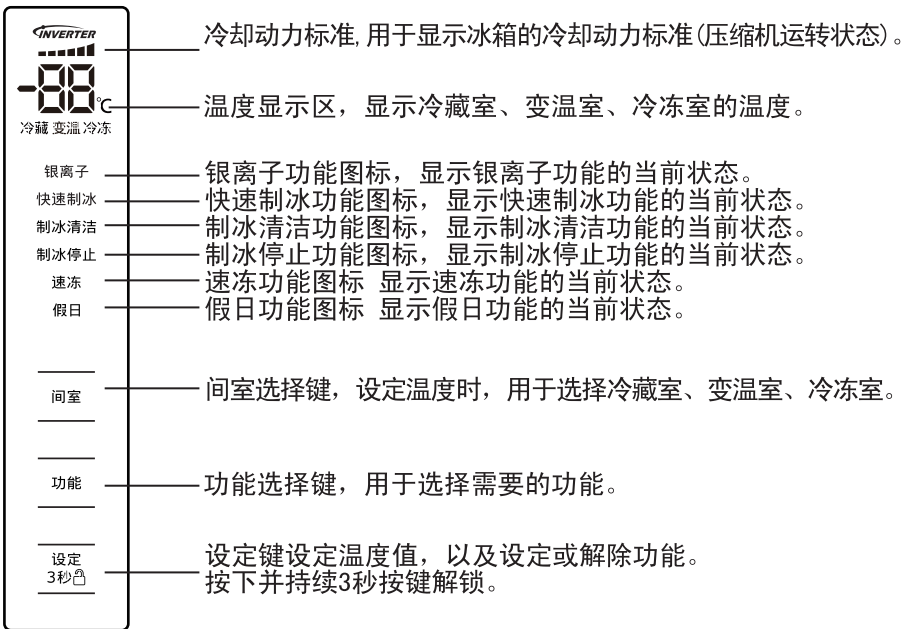 INVERTER
冷却动力标准,用于显示冰箱的冷却动力标准(压缩机运转状态)。
-88℃
温度显示区，显示冷藏室、变温室、冷冻室的温度。
冷藏 变温 冷冻
银离子
银离子功能图标，显示银离子功能的当前状态。
快速制冰
快速制冰功能图标，显示快速制冰功能的当前状态。
制冰清洁
制冰清洁功能图标，显示制冰清洁功能的当前状态。
制冰停止
制冰停止功能图标，显示制冰停止功能的当前状态。
速冻
速冻功能图标 显示速冻功能的当前状态。
假日
假日功能图标 显示假日功能的当前状态。
间室
间室选择键，设定温度时，用于选择冷藏室、变温室、冷冻室。
功能
功能选择键，用于选择需要的功能。
设定
3秒
设定键设定温度值，以及设定或解除功能。
按下并持续3秒按键解锁。